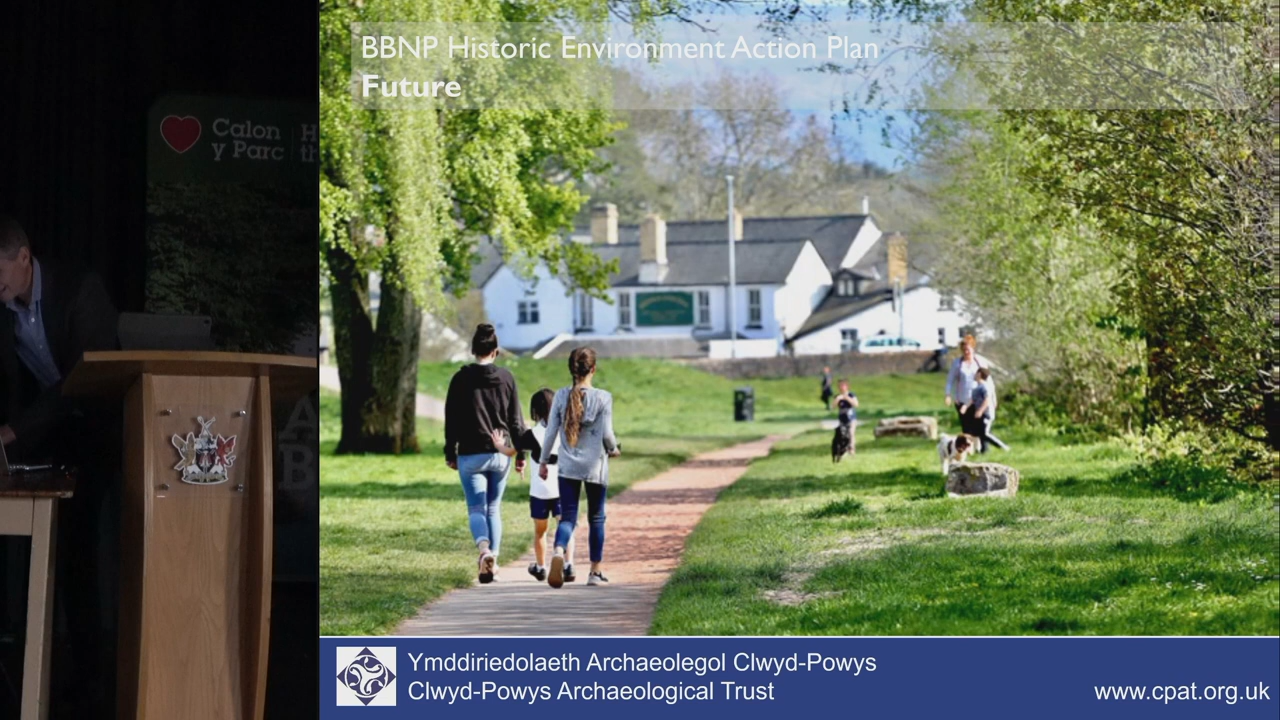 BBNP Historic Environment Action Plan
Future
Calon
y Parc
Ymddiriedolaeth Archaeolegol Clwyd-Powys
Clwyd-Powys Archaeological Trust
www.cpat.org.uk